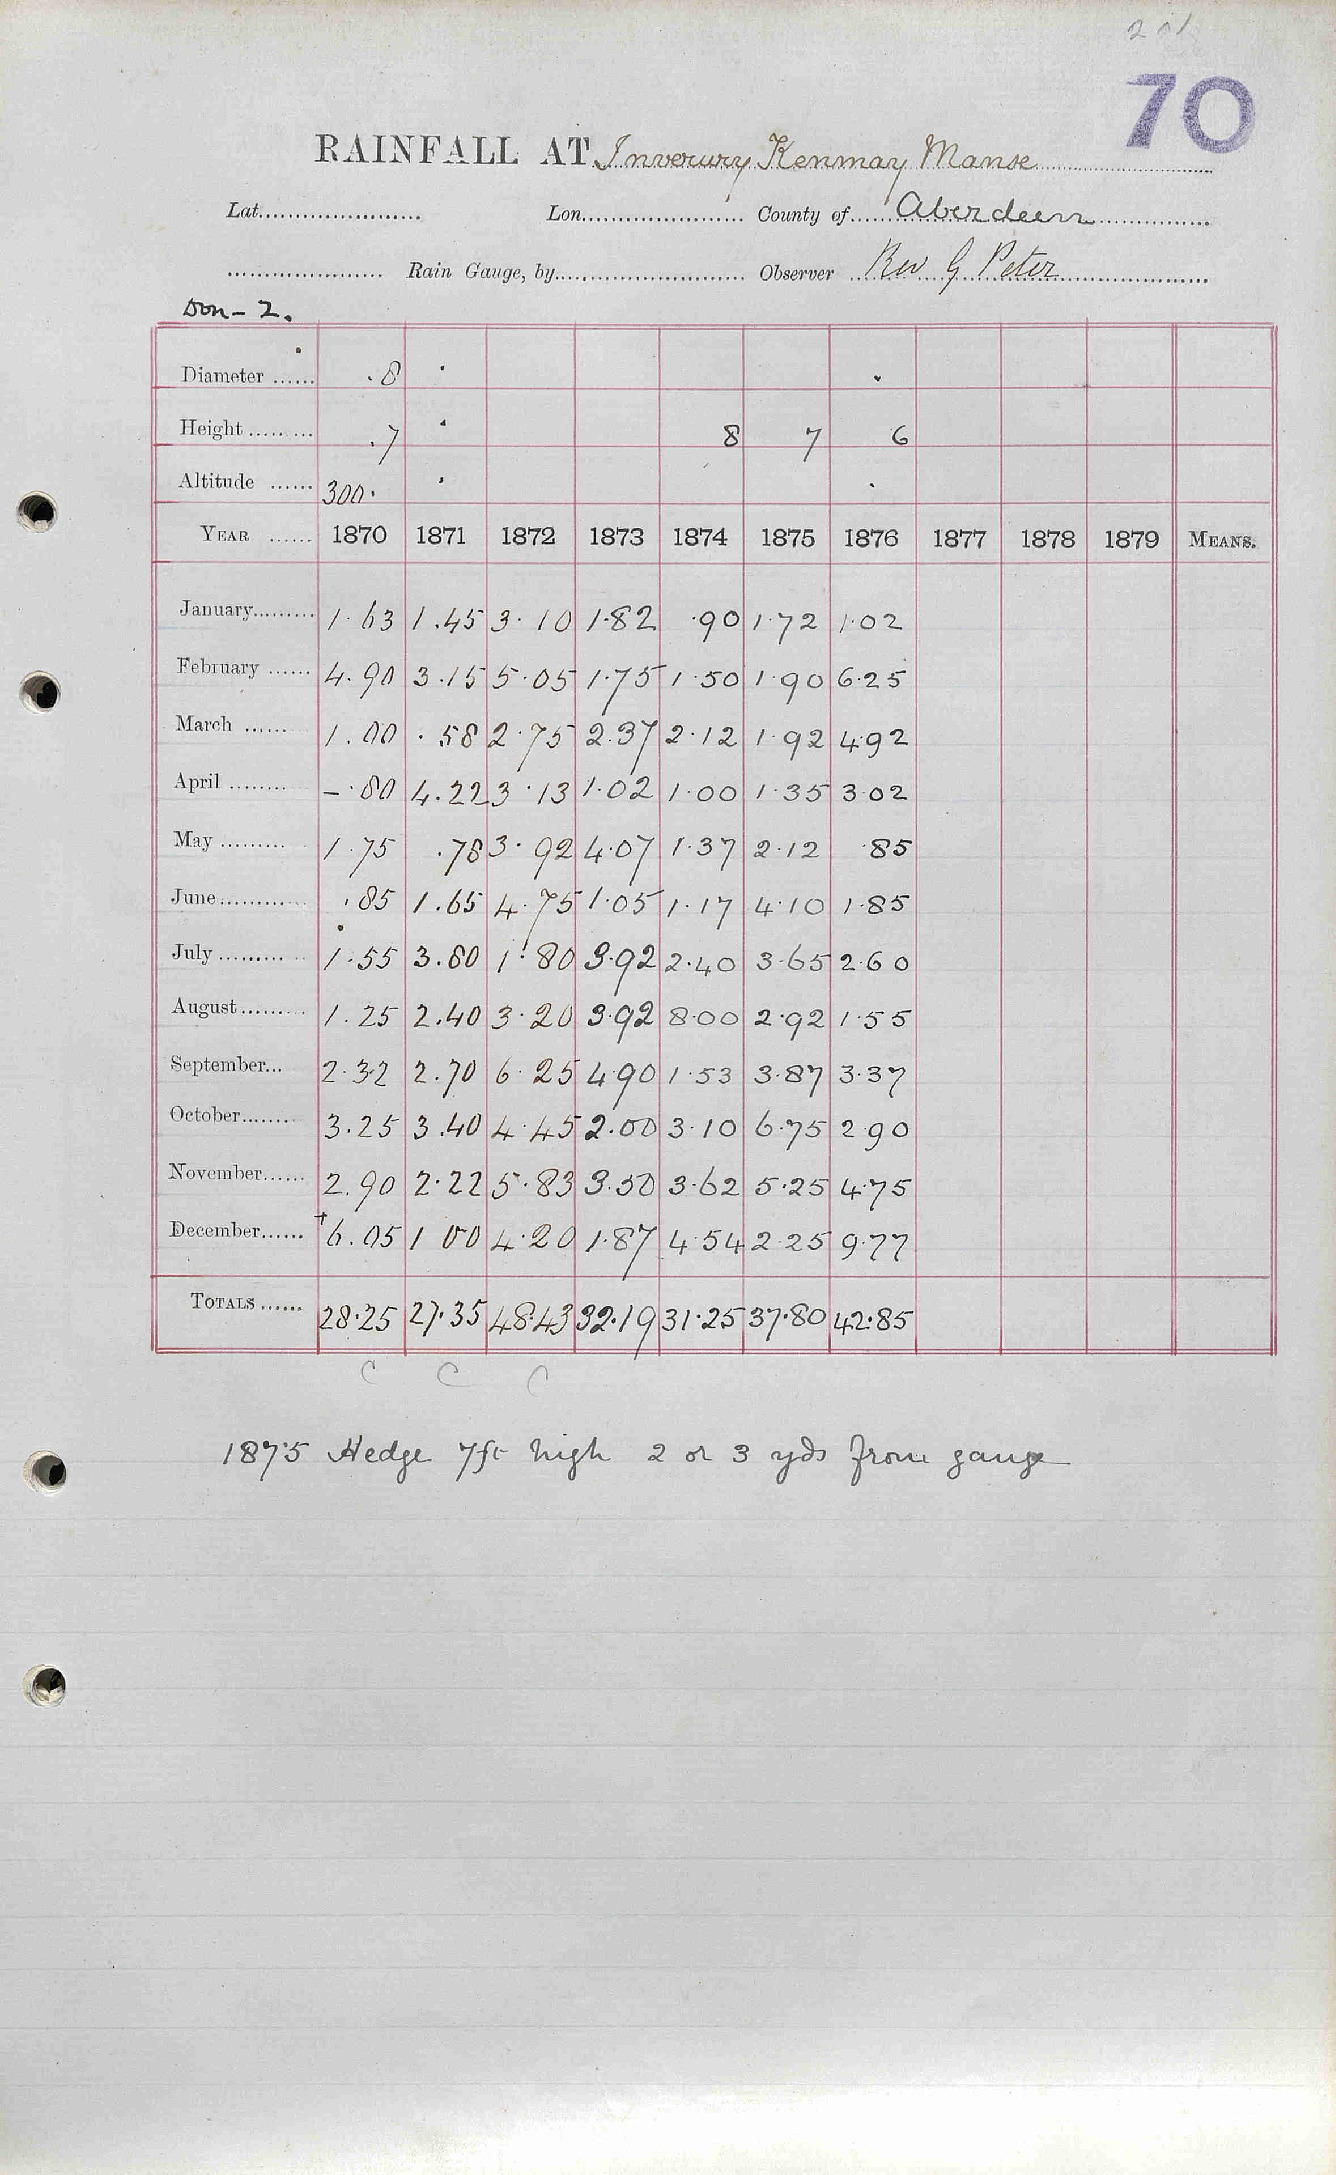 201
70
RAINFALL AT Inverury Kenmay Manse
Lat. Lon. County of Aberdeen
Rain Gauge, by Observer Rev G Peter
Don - 2.
Diameter ...... .8
Height ......... .7 8 7 6
Altitude ...... 300.
YEAR ...... 1870 1871 1872 1873 1874 1875 1876 1877 1878 1879 MEANS.
January......... 1.63 1.45 3.10 1.82 .90 1.72 1.02
February ...... 4.90 3.15 5.05 1.75 1.50 1.90 6.25
March ...... 1.00 .58 2.75 2.37 2.12 1.92 4.92
April ......... -.80 4.22 3.13 1.02 1.00 1.35 3.02
May ......... 1.75 .78 3.92 4.07 1.37 2.12 .85
June............ .85 1.65 4.75 1.05 1.17 4.10 1.85
July ............ 1.55 3.80 1.80 3.92 2.40 3.65 2.60
August......... 1.25 2.40 3.20 3.92 8.00 2.92 1.55
September... 2.32 2.70 6.25 4.90 1.53 3.87 3.37
October......... 3.25 3.40 4.45 2.00 3.10 6.75 2.90
November...... 2.90 2.22 5.83 3.50 3.62 5.25 4.75
December...... +6.05 1 00 4.20 1.87 4.54 2.25 9.77
TOTALS ...... 28.25 27.35 48.43 32.19 31.25 37.80 42.85
C C C
1875 Hedge 7ft high 2 or 3 yds from gauge